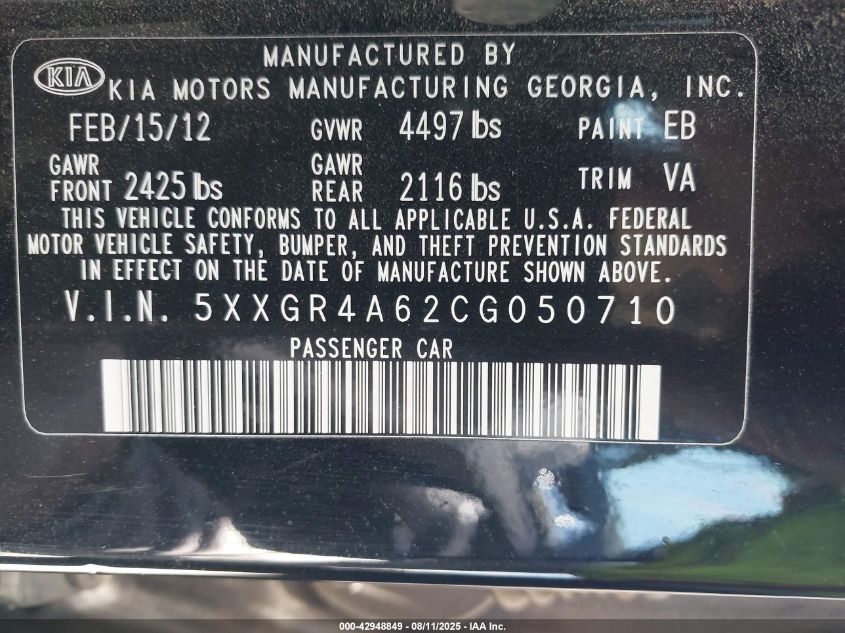 MANUFACTURED BY
KIA
KIA MOTORS MANUFACTURING GEORGIA, INC.
FEB/15/12 GVWR 4497 lbs PAINT EB
GAWR FRONT 2425 lbs GAWR REAR 2116 lbs TRIM VA
THIS VEHICLE CONFORMS TO ALL APPLICABLE U.S.A. FEDERAL
MOTOR VEHICLE SAFETY, BUMPER, AND THEFT PREVENTION STANDARDS
IN EFFECT ON THE DATE OF MANUFACTURE SHOWN ABOVE.
V.I.N. 5XXGR4A62CG050710
PASSENGER CAR
000-42948849 - 08/11/2025 - IAA Inc.